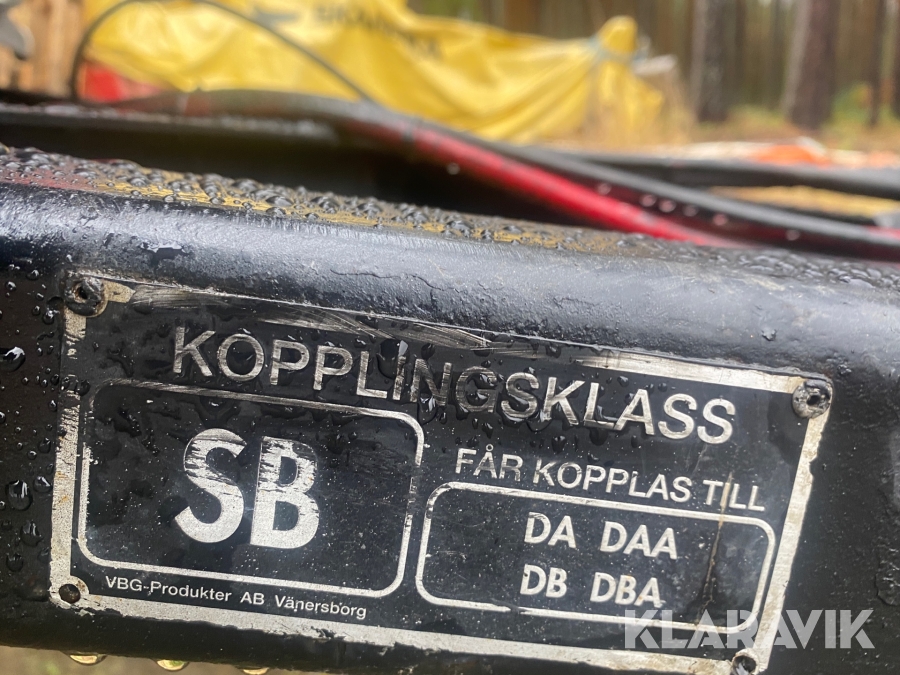 KOPPLINGSKLASS
SB
FÅR KOPPLAS TILL
DA DAA
DB DBA
VBG-Produkter AB Vänersborg
KLARAVIK